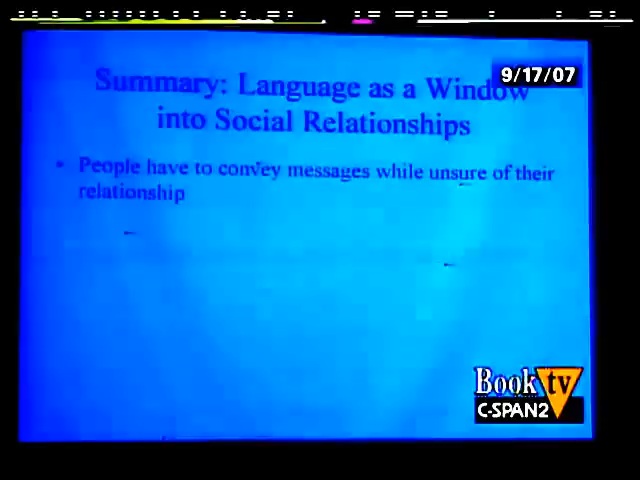 9/17/07
Summary: Language as a Window
into Social Relationships
• People have to convey messages while unsure of their
relationship
Book tv
C-SPAN2